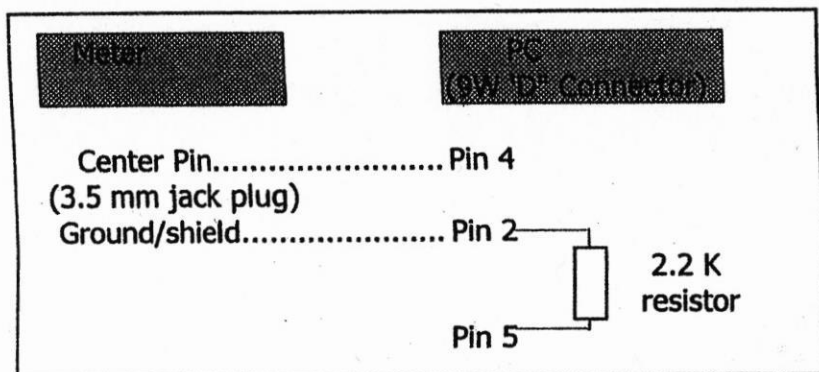 Meter PC
(9W 'D" Connector)
Center Pin......................... Pin 4
(3.5 mm jack plug)
Ground/shield...................... Pin 2
2.2 K
resistor
Pin 5